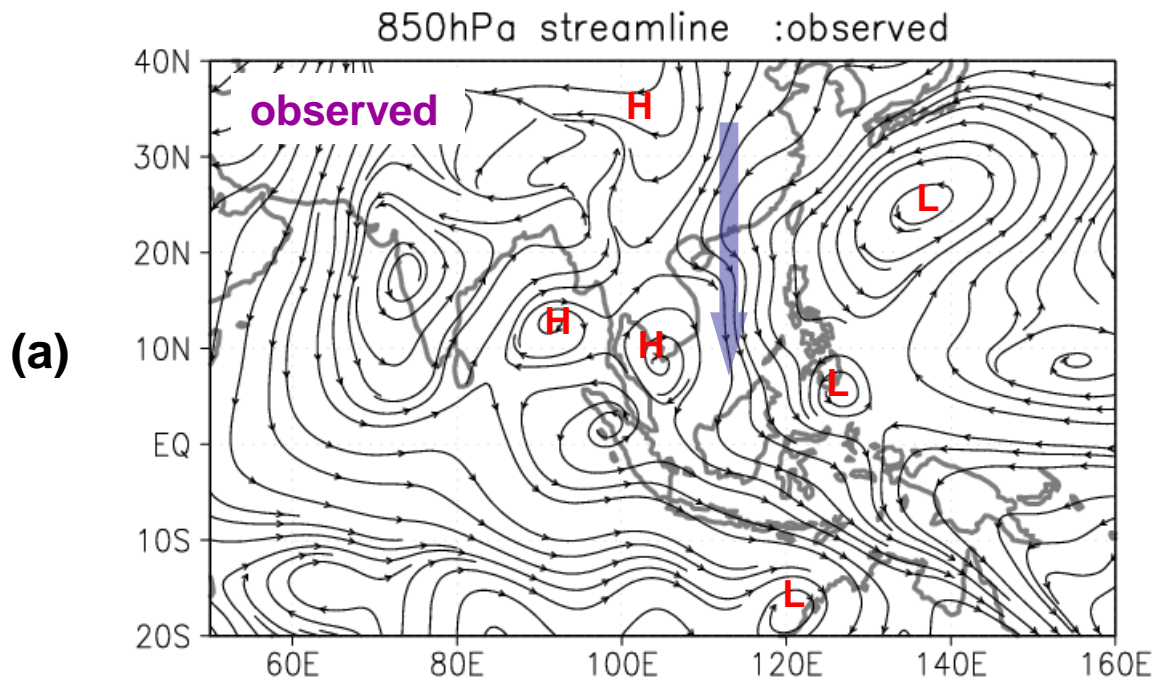 850hPa streamline :observed
40N
observed
H
30N
L
20N
H
H
(a)
10N
L
EQ
10S
L
20S
60E 80E 100E 120E 140E 160E